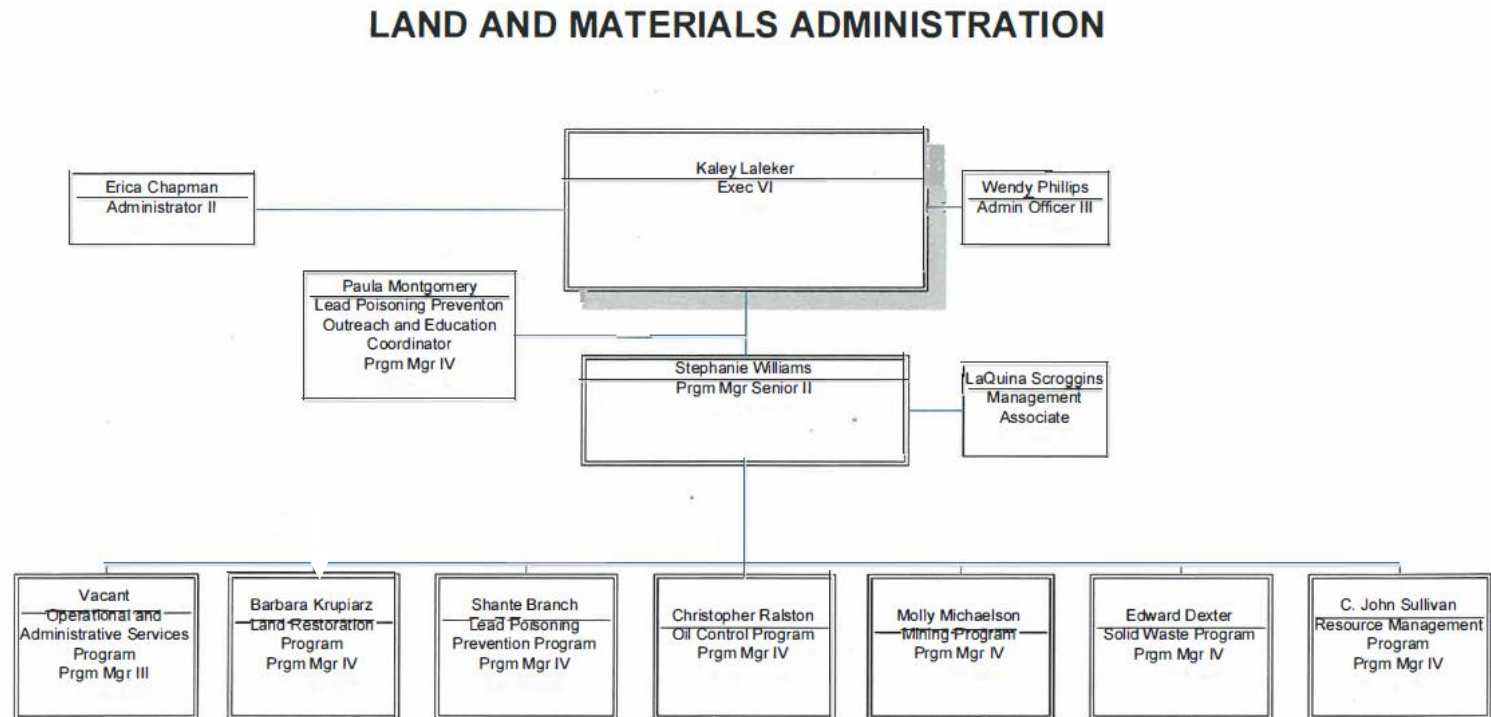 LAND AND MATERIALS ADMINISTRATION
Kaley Laleker
Exec VI
Erica Chapman
Administrator II
Wendy Phillips
Admin Officer III
Paula Montgomery
Lead Poisoning Preventon
Outreach and Education
Coordinator
Prgm Mgr IV
Stephanie Williams
Prgm Mgr Senior II
LaQuina Scroggins
Management
Associate
Vacant
Operational and
Administrative Services
Program
Prgm Mgr III
Barbara Krupiarz
Land Restoration
Program
Prgm Mgr IV
Shante Branch
Lead Poisoning
Prevention Program
Prgm Mgr IV
Christopher Ralston
Oil Control Program
Prgm Mgr IV
Molly Michaelson
Mining Program
Prgm Mgr IV
Edward Dexter
Solid Waste Program
Prgm Mgr IV
C. John Sullivan
Resource Management
Program
Prgm Mgr IV